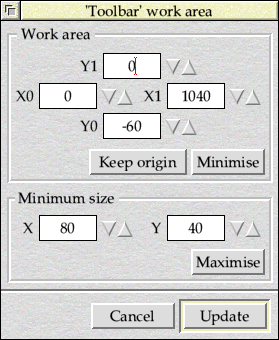 'Toolbar' work area
Work area
Y1 0
X0 0 X1 1040
Y0 -60
Keep origin Minimise
Minimum size
X 80 Y 40
Maximise
Cancel Update